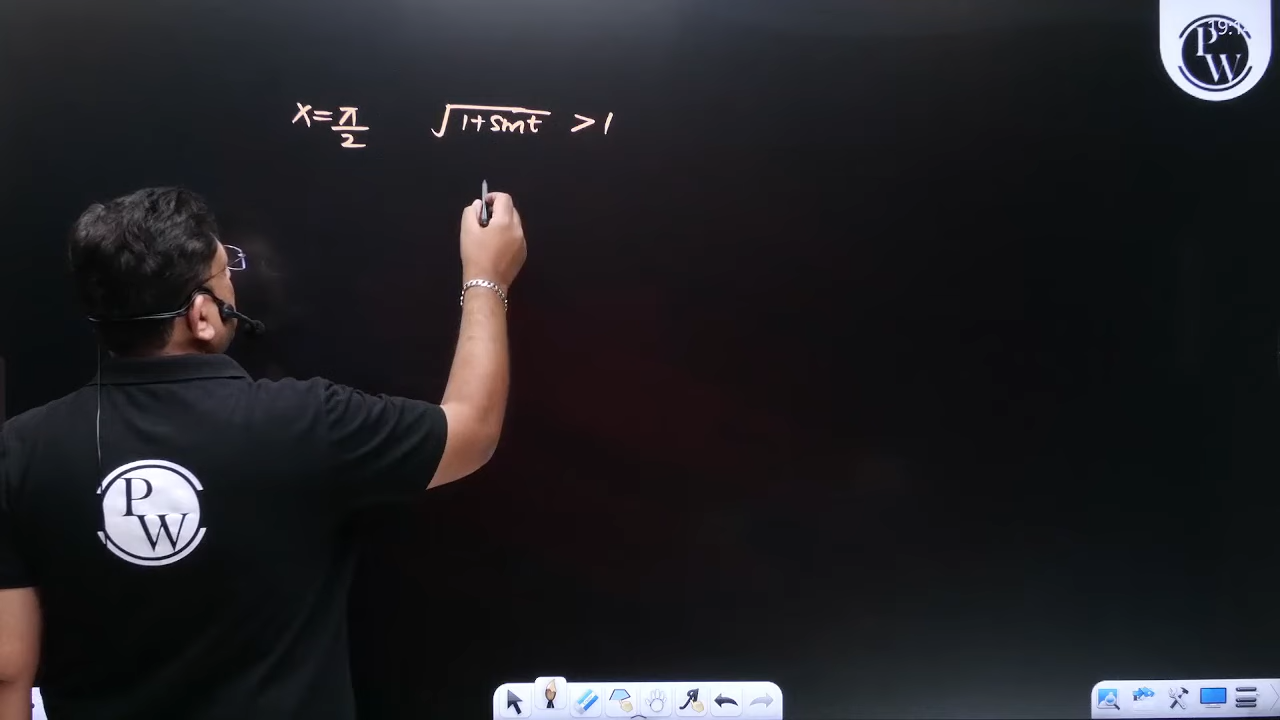 x = π/2 √(1+sint) > 1
P W
P W